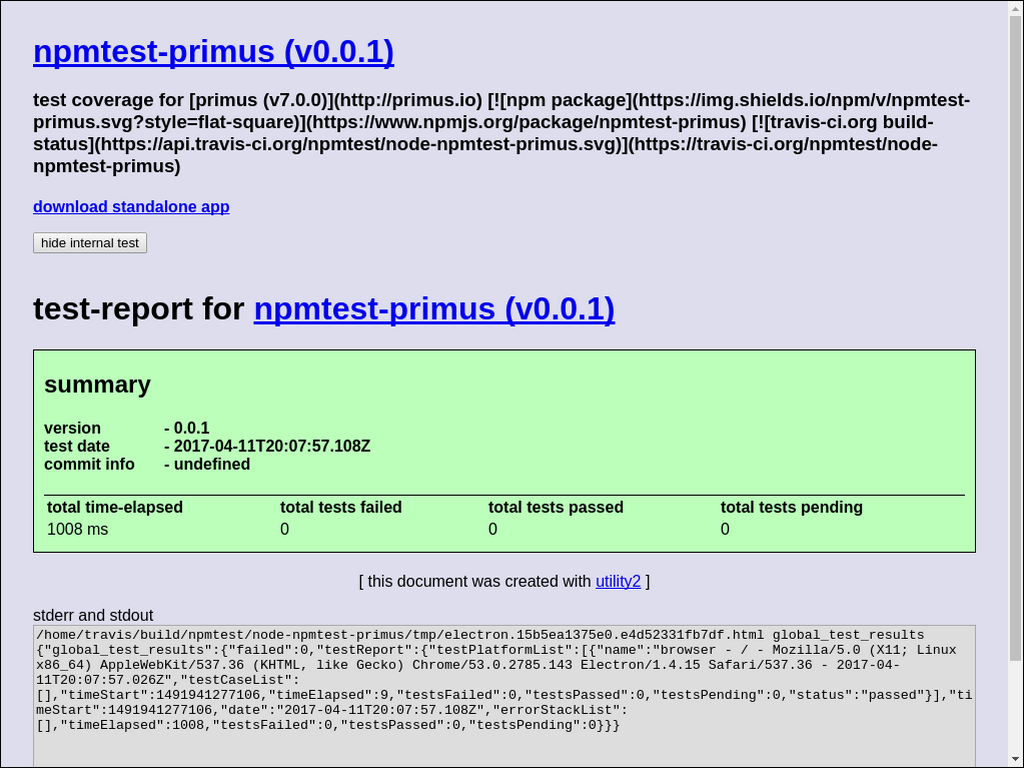 npmtest-primus (v0.0.1)
test coverage for [primus (v7.0.0)](http://primus.io) [![npm package](https://img.shields.io/npm/v/npmtest-
primus.svg?style=flat-square)](https://www.npmjs.org/package/npmtest-primus) [![travis-ci.org build-
status](https://api.travis-ci.org/npmtest/node-npmtest-primus.svg)](https://travis-ci.org/npmtest/node-
npmtest-primus)
download standalone app
hide internal test
test-report for npmtest-primus (v0.0.1)
summary
version - 0.0.1
test date - 2017-04-11T20:07:57.108Z
commit info - undefined
total time-elapsed total tests failed total tests passed total tests pending
1008 ms 0 0 0
[ this document was created with utility2 ]
stderr and stdout
/home/travis/build/npmtest/node-npmtest-primus/tmp/electron.15b5ea1375e0.e4d52331fb7df.html global_test_results
{"global_test_results":{"failed":0,"testReport":{"testPlatformList":[{"name":"browser - / - Mozilla/5.0 (X11; Linux
x86_64) AppleWebKit/537.36 (KHTML, like Gecko) Chrome/53.0.2785.143 Electron/1.4.15 Safari/537.36 - 2017-04-
11T20:07:57.026Z","testCaseList":
[],"timeStart":1491941277106,"timeElapsed":9,"testsFailed":0,"testsPassed":0,"testsPending":0,"status":"passed"}],"ti
meStart":1491941277106,"date":"2017-04-11T20:07:57.108Z","errorStackList":
[],"timeElapsed":1008,"testsFailed":0,"testsPassed":0,"testsPending":0}}}